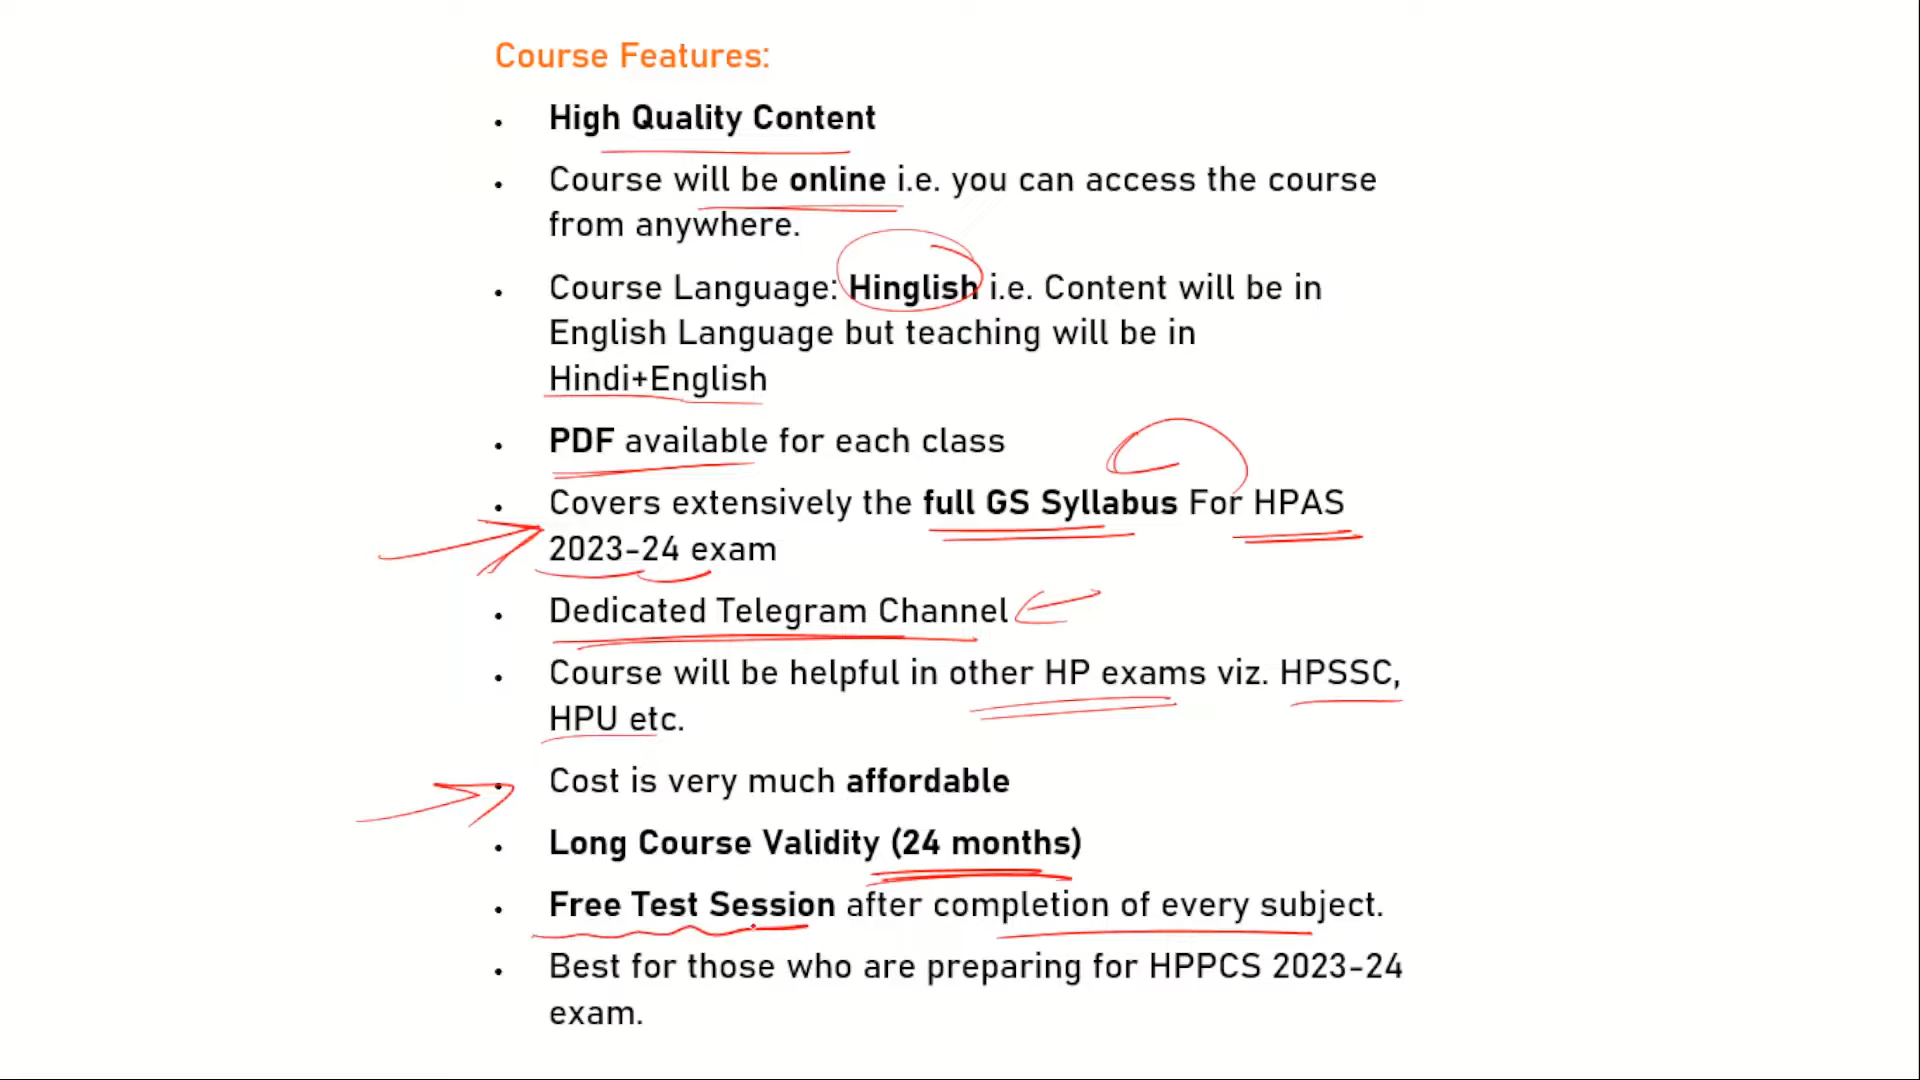 Course Features:
• High Quality Content
• Course will be online i.e. you can access the course
from anywhere.
• Course Language: Hinglish i.e. Content will be in
English Language but teaching will be in
Hindi+English
• PDF available for each class
• Covers extensively the full GS Syllabus For HPAS
2023-24 exam
• Dedicated Telegram Channel
• Course will be helpful in other HP exams viz. HPSSC,
HPU etc.
• Cost is very much affordable
• Long Course Validity (24 months)
• Free Test Session after completion of every subject.
• Best for those who are preparing for HPPCS 2023-24
exam.